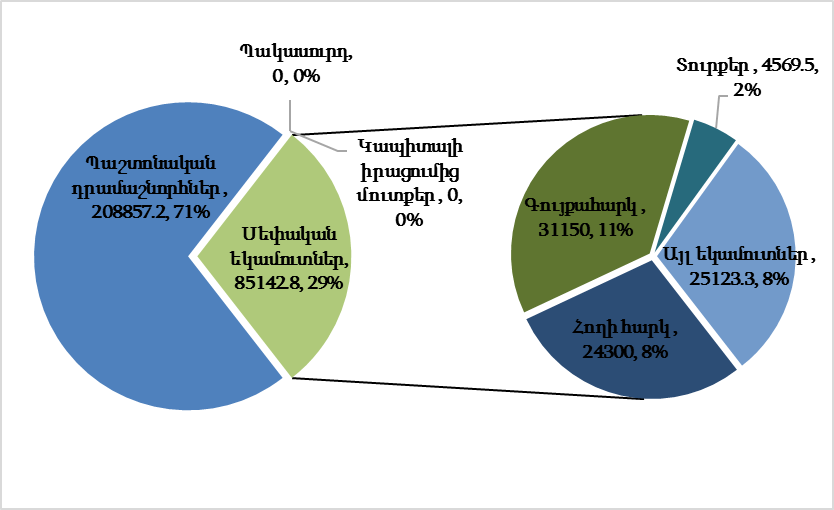 Պակասուրդ,
0, 0%
Պաշտոնական
դրամաշնորհներ ,
208857.2, 71%
Կապիտալի
իրացումից
մուտքեր , 0,
0%
Սեփական
եկամուտներ,
85142.8, 29%
Տուրքեր , 4569.5,
2%
Գույքահարկ ,
31150, 11%
Այլ եկամուտներ ,
25123.3, 8%
Հողի հարկ ,
24300, 8%